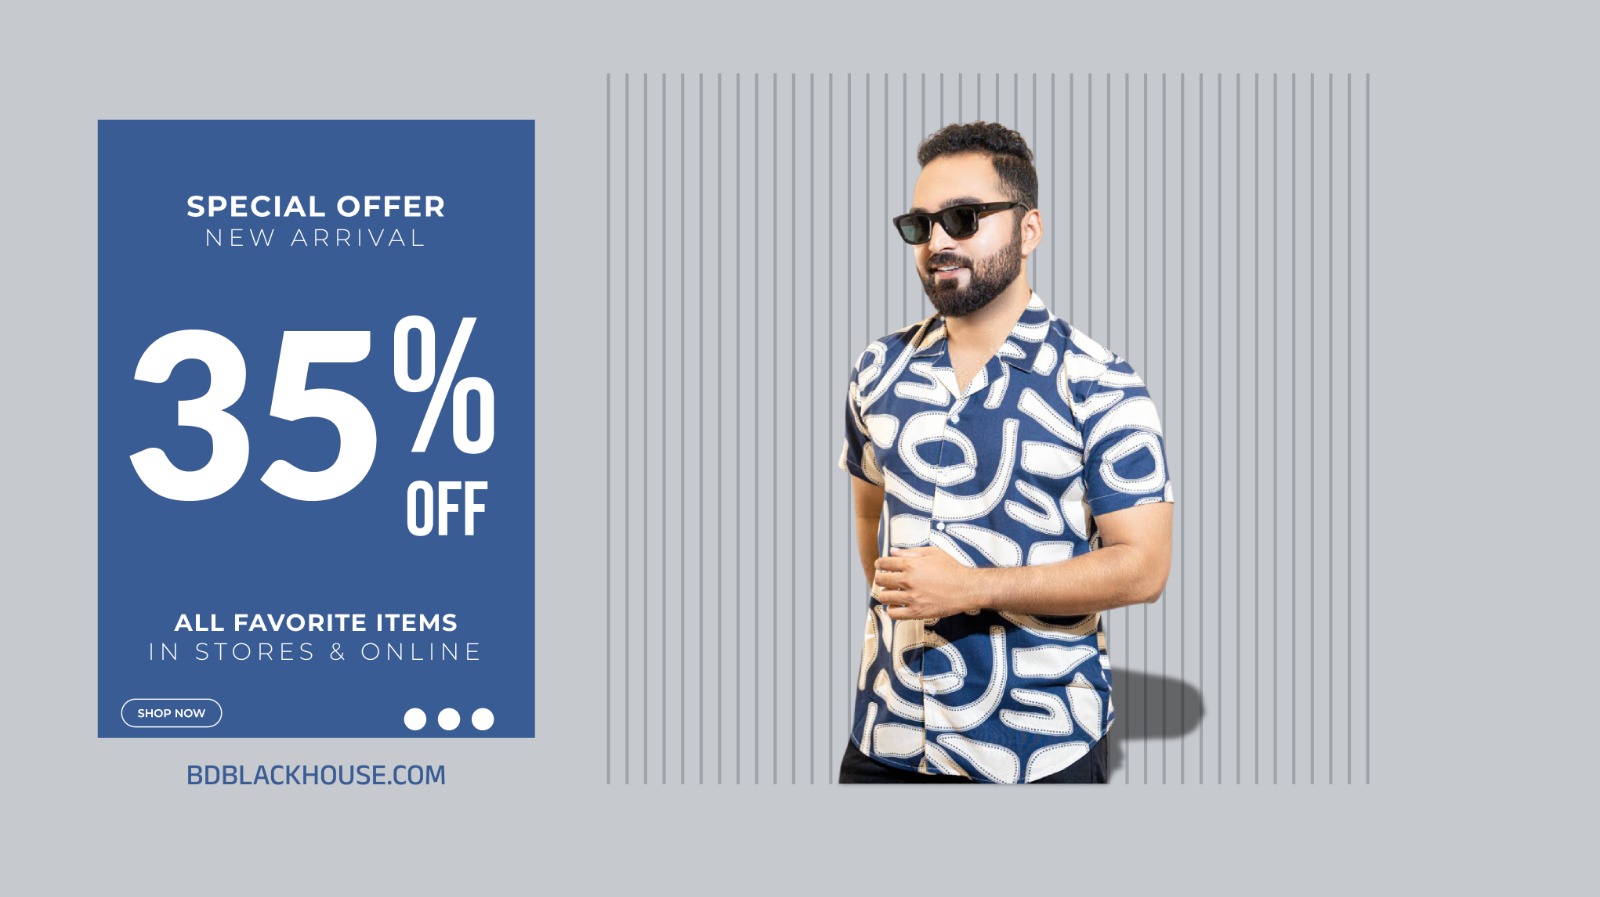 SPECIAL OFFER
NEW ARRIVAL
35%
OFF
ALL FAVORITE ITEMS
IN STORES & ONLINE
SHOP NOW
BDBLACKHOUSE.COM